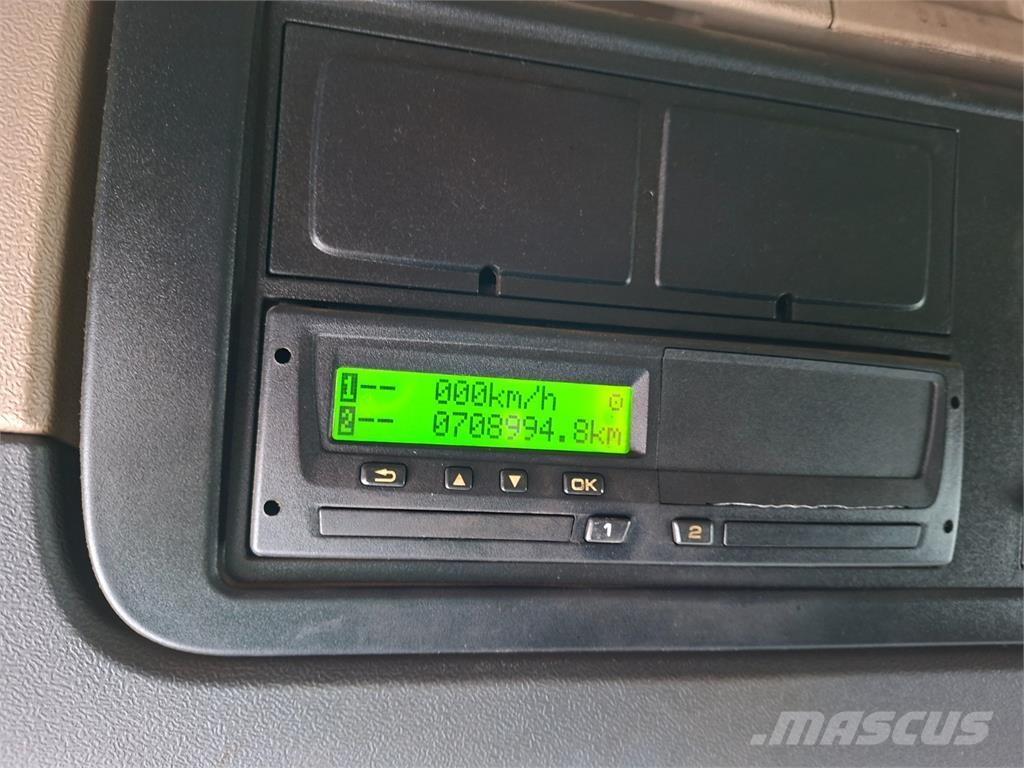 1-- 000km/h
2-- 0708994.8km
OK
1 2
MASCUS